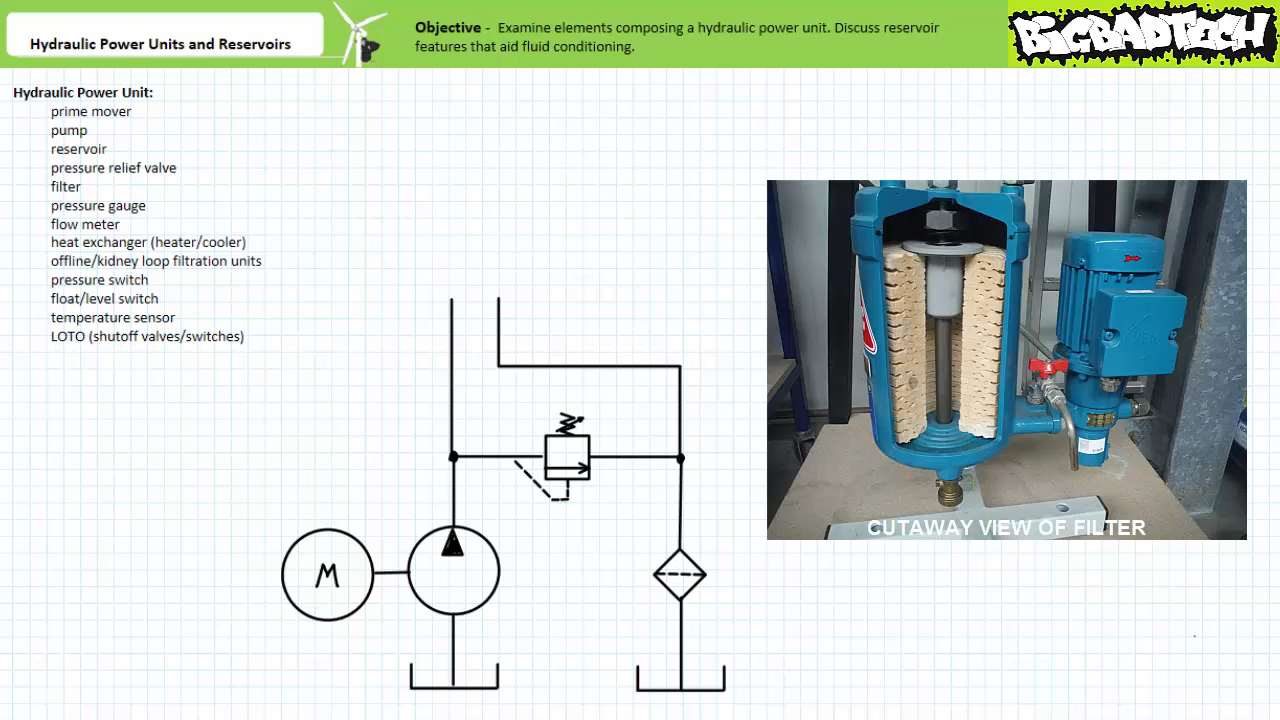 Hydraulic Power Units and Reservoirs
Objective - Examine elements composing a hydraulic power unit. Discuss reservoir
features that aid fluid conditioning.
BIGBADTECH
Hydraulic Power Unit:
prime mover
pump
reservoir
pressure relief valve
filter
pressure gauge
flow meter
heat exchanger (heater/cooler)
offline/kidney loop filtration units
pressure switch
float/level switch
temperature sensor
LOTO (shutoff valves/switches)
M
CUTAWAY VIEW OF FILTER